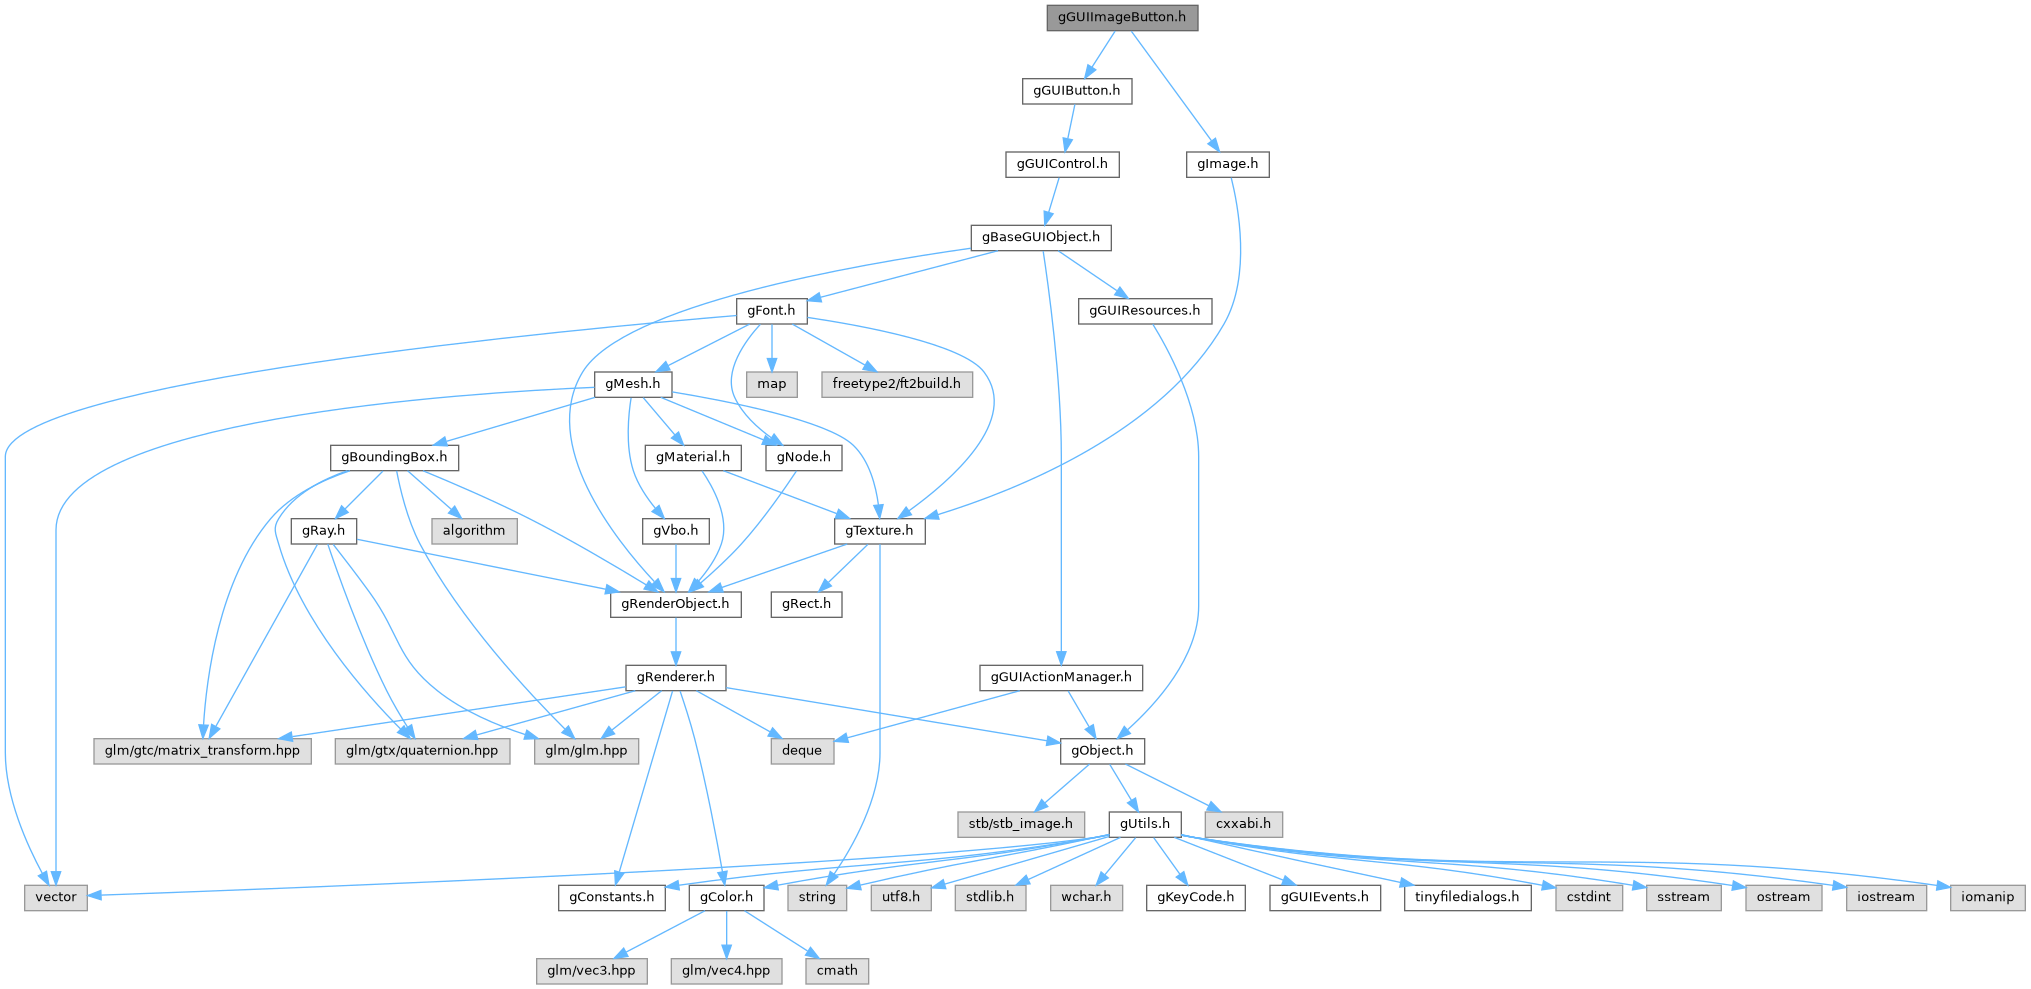 gGUIImageButton.h
gGUIButton.h
gGUIControl.h
gImage.h
gBaseGUIObject.h
gFont.h
gGUIResources.h
gMesh.h
map
freetype2/ft2build.h
gBoundingBox.h
gMaterial.h
gNode.h
gRay.h
algorithm
gVbo.h
gTexture.h
gRenderObject.h
gRect.h
gRenderer.h
gGUIActionManager.h
glm/gtc/matrix_transform.hpp
glm/gtx/quaternion.hpp
glm/glm.hpp
deque
gObject.h
stb/stb_image.h
gUtils.h
cxxabi.h
vector
gConstants.h
gColor.h
string
utf8.h
stdlib.h
wchar.h
gKeyCode.h
gGUIEvents.h
tinyfiledialogs.h
cstdint
sstream
ostream
iostream
iomanip
glm/vec3.hpp
glm/vec4.hpp
cmath